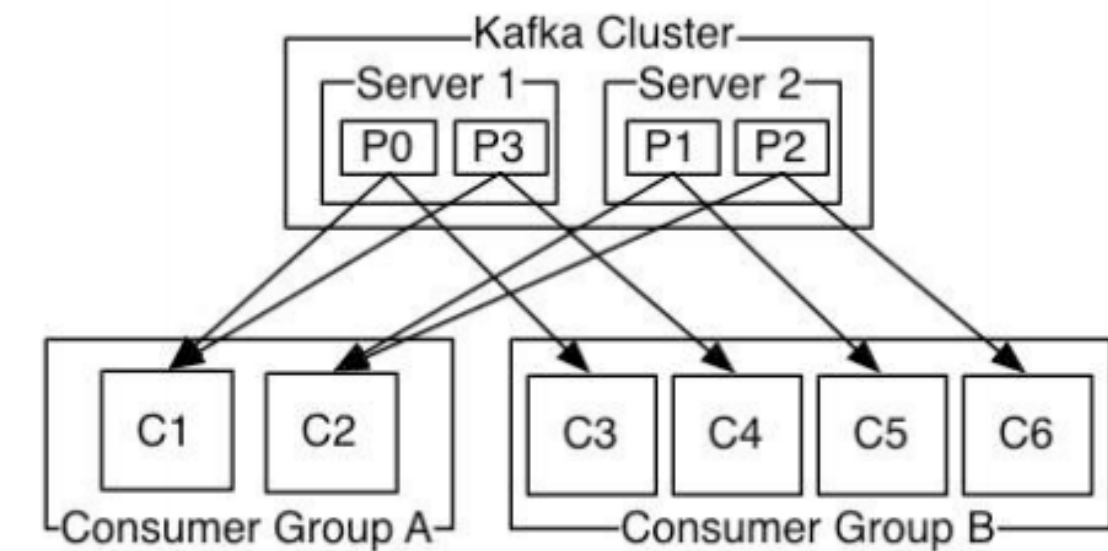 Kafka Cluster
Server 1 Server 2
P0 P3 P1 P2
C1 C2 C3 C4 C5 C6
Consumer Group A Consumer Group B